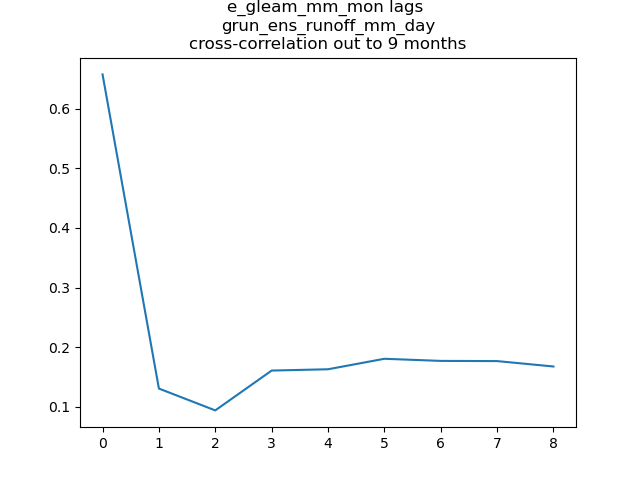 e_gleam_mm_mon lags
grun_ens_runoff_mm_day
cross-correlation out to 9 months
0.6
0.5
0.4
0.3
0.2
0.1
0 1 2 3 4 5 6 7 8